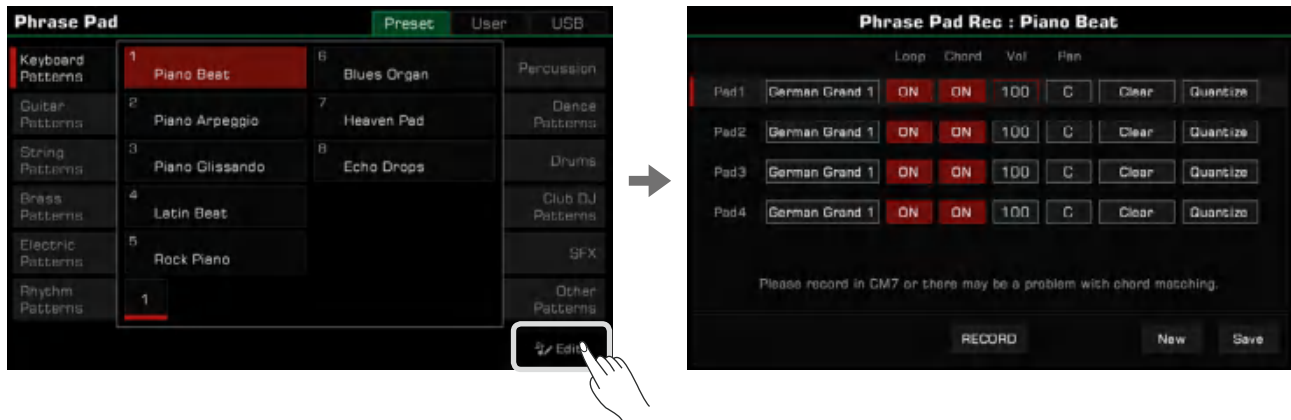 Phrase Pad
Preset
User
USB
Keyboard
Patterns
Guitar
Patterns
String
Patterns
Brass
Patterns
Electric
Patterns
Rhythm
Patterns
1
Piano Beat
2
Piano Arpeggio
3
Piano Glissando
4
Latin Beat
5
Rock Piano
6
Blues Organ
7
Heaven Pad
8
Echo Drops
1
Percussion
Dance
Patterns
Drums
Club DJ
Patterns
SFX
Other
Patterns
Edit
Phrase Pad Rec : Piano Beat
Loop Chord Vol Pan
Pad1 German Grand 1 ON ON 100 C Clear Quantize
Pad2 German Grand 1 ON ON 100 C Clear Quantize
Pad3 German Grand 1 ON ON 100 C Clear Quantize
Pad4 German Grand 1 ON ON 100 C Clear Quantize
Please record in CM7 or there may be a problem with chord matching.
RECORD
New
Save